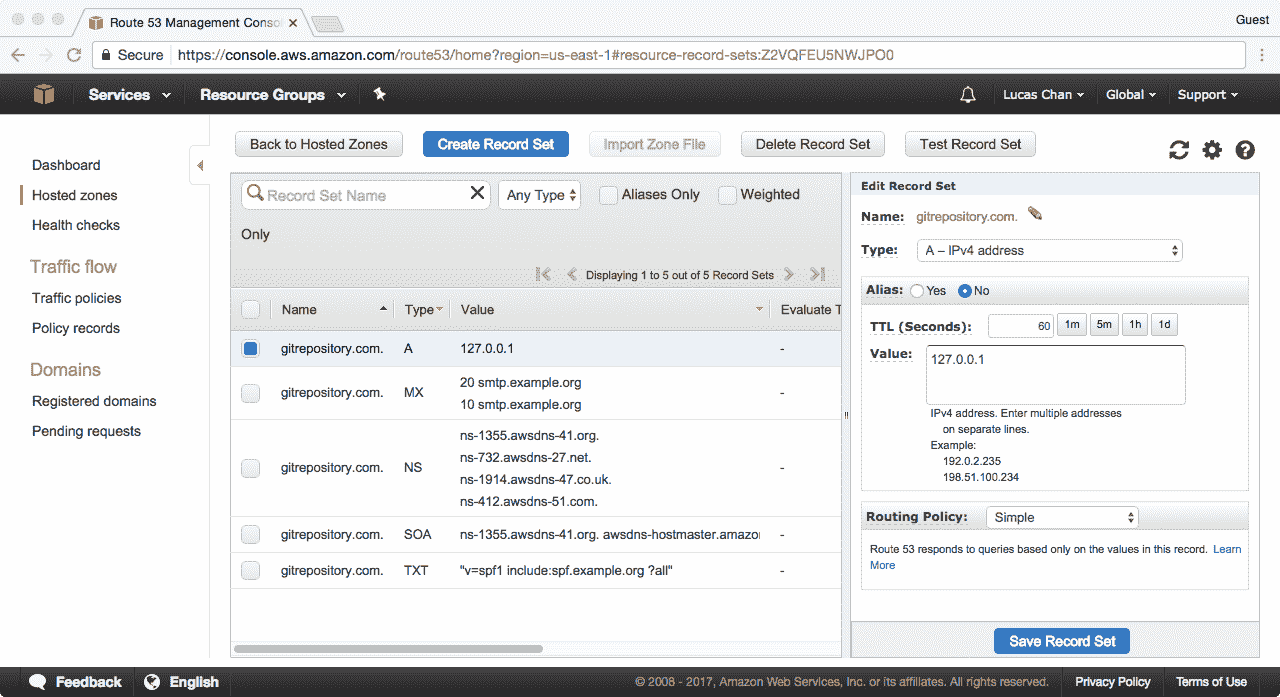 Route 53 Management Conso
Guest
Secure https://console.aws.amazon.com/route53/home?region=us-east-1#resource-record-sets:Z2VQFEU5NWJPO0
Services Resource Groups Lucas Chan Global Support
Back to Hosted Zones Create Record Set Import Zone File Delete Record Set Test Record Set
Dashboard
Hosted zones
Health checks
Traffic flow
Traffic policies
Policy records
Domains
Registered domains
Pending requests
Record Set Name Any Type Aliases Only Weighted
Only
Displaying 1 to 5 out of 5 Record Sets
Name Type Value Evaluate T
gitrepository.com. A 127.0.0.1 -
gitrepository.com. MX 20 smtp.example.org
10 smtp.example.org -
gitrepository.com. NS ns-1355.awsdns-41.org.
ns-732.awsdns-27.net.
ns-1914.awsdns-47.co.uk.
ns-412.awsdns-51.com. -
gitrepository.com. SOA ns-1355.awsdns-41.org. awsdns-hostmaster.amazor -
gitrepository.com. TXT "v=spf1 include:spf.example.org ?all" -
Edit Record Set
Name: gitrepository.com.
Type: A – IPv4 address
Alias: Yes No
TTL (Seconds): 60 1m 5m 1h 1d
Value: 127.0.0.1
IPv4 address. Enter multiple addresses
on separate lines.
Example:
192.0.2.235
198.51.100.234
Routing Policy: Simple
Route 53 responds to queries based only on the values in this record. Learn
More
Save Record Set
Feedback English © 2008 - 2017, Amazon Web Services, Inc. or its affiliates. All rights reserved. Privacy Policy Terms of Use